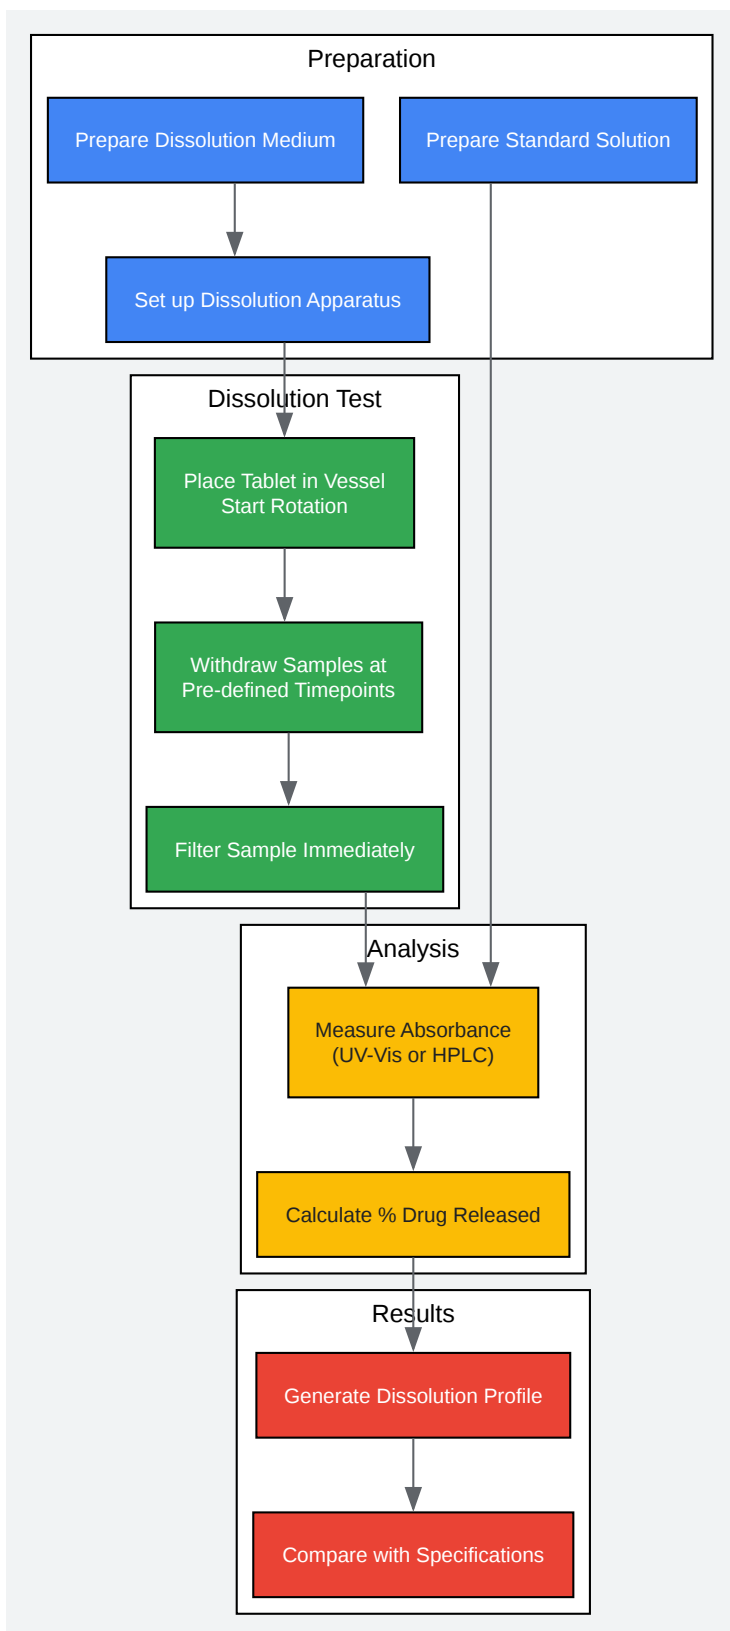 Preparation
Prepare Dissolution Medium
Prepare Standard Solution
Set up Dissolution Apparatus
Dissolution Test
Place Tablet in Vessel
Start Rotation
Withdraw Samples at
Pre-defined Timepoints
Filter Sample Immediately
Analysis
Measure Absorbance
(UV-Vis or HPLC)
Calculate % Drug Released
Results
Generate Dissolution Profile
Compare with Specifications